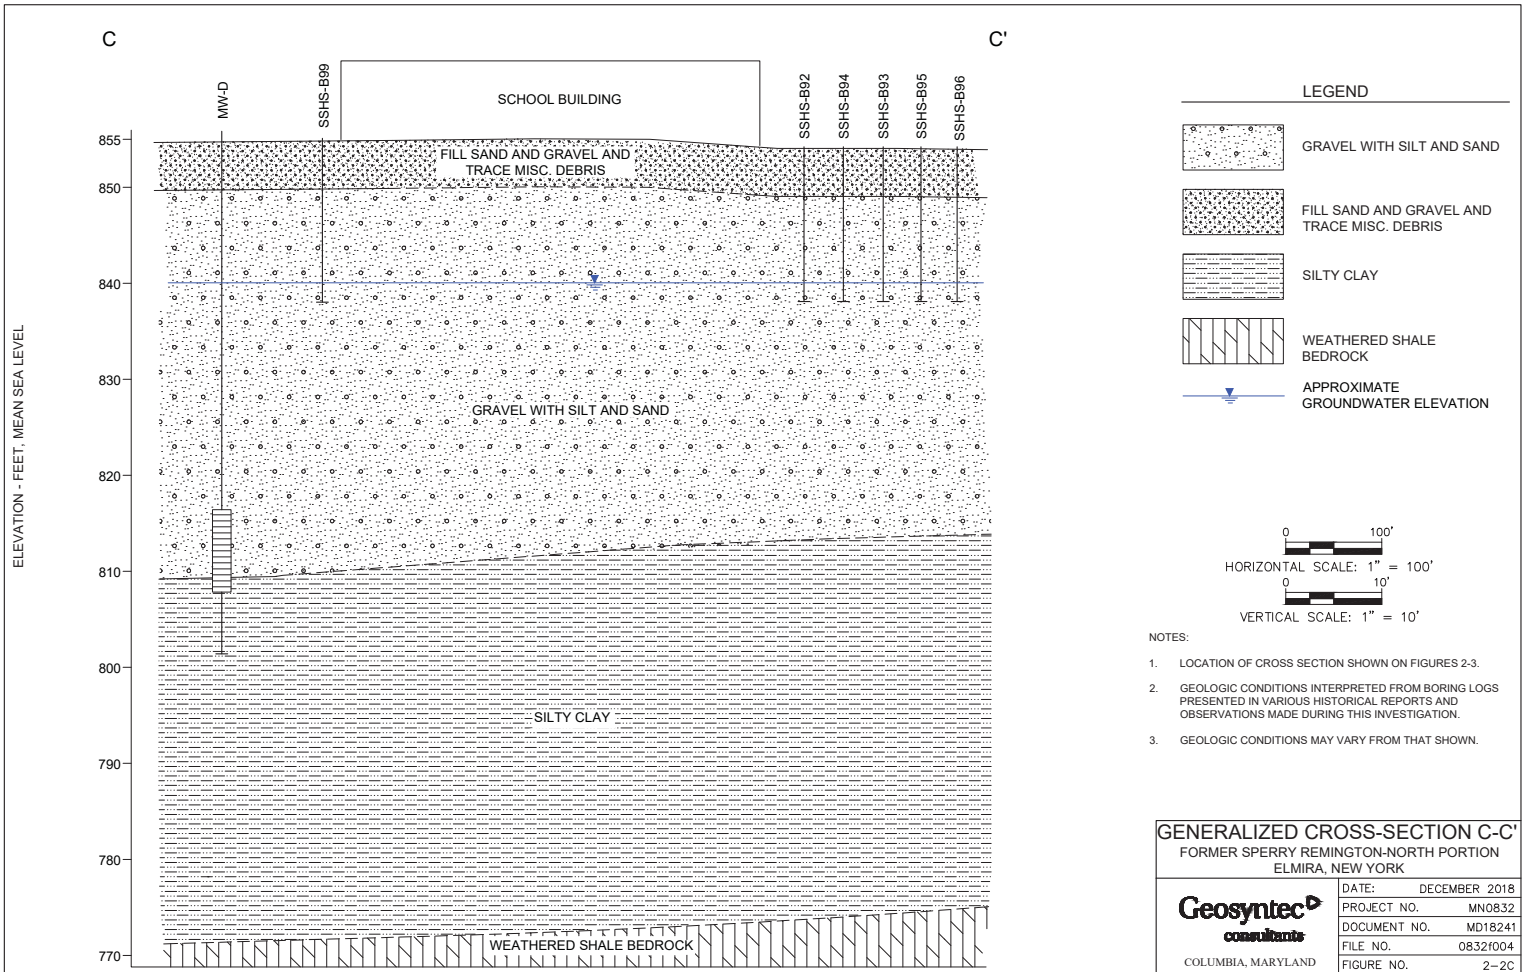 C
C'
MW-D
SSHS-B99
SCHOOL BUILDING
SSHS-B92
SSHS-B94
SSHS-B93
SSHS-B95
SSHS-B96
855
850
840
830
820
810
800
790
780
770
ELEVATION - FEET, MEAN SEA LEVEL
FILL SAND AND GRAVEL AND
TRACE MISC. DEBRIS
GRAVEL WITH SILT AND SAND
SILTY CLAY
WEATHERED SHALE BEDROCK
LEGEND
GRAVEL WITH SILT AND SAND
FILL SAND AND GRAVEL AND
TRACE MISC. DEBRIS
SILTY CLAY
WEATHERED SHALE
BEDROCK
APPROXIMATE
GROUNDWATER ELEVATION
0 100'
HORIZONTAL SCALE: 1" = 100'
0 10'
VERTICAL SCALE: 1" = 10'
NOTES:
1. LOCATION OF CROSS SECTION SHOWN ON FIGURES 2-3.
2. GEOLOGIC CONDITIONS INTERPRETED FROM BORING LOGS
PRESENTED IN VARIOUS HISTORICAL REPORTS AND
OBSERVATIONS MADE DURING THIS INVESTIGATION.
3. GEOLOGIC CONDITIONS MAY VARY FROM THAT SHOWN.
GENERALIZED CROSS-SECTION C-C'
FORMER SPERRY REMINGTON-NORTH PORTION
ELMIRA, NEW YORK
Geosyntec
consultants
COLUMBIA, MARYLAND
DATE: DECEMBER 2018
PROJECT NO. MN0832
DOCUMENT NO. MD18241
FILE NO. 0832f004
FIGURE NO. 2-2C